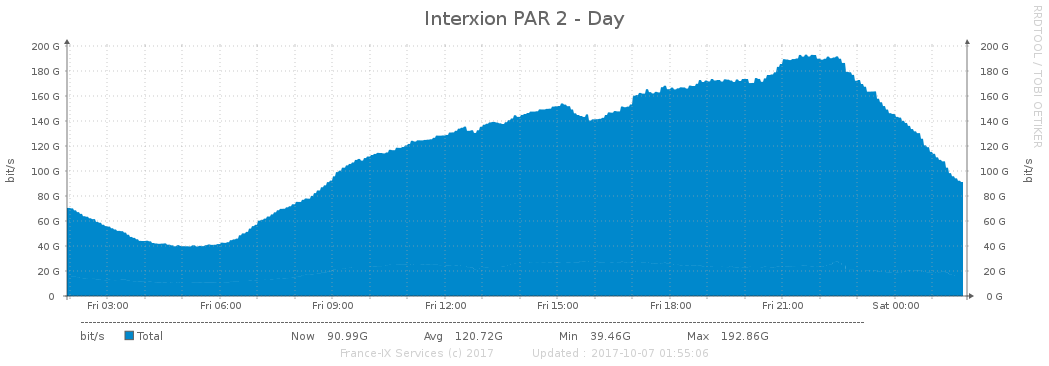 Interxion PAR 2 - Day
RRDTOOL / TOBI OETIKER
bit/s
200 G 200 G
180 G 180 G
160 G 160 G
140 G 140 G
120 G 120 G
100 G 100 G
80 G 80 G
60 G 60 G
40 G 40 G
20 G 20 G
0 0 G
bit/s
Fri 03:00 Fri 06:00 Fri 09:00 Fri 12:00 Fri 15:00 Fri 18:00 Fri 21:00 Sat 00:00
bit/s Total Now 90.99G Avg 120.72G Min 39.46G Max 192.86G
France-IX Services (c) 2017 Updated : 2017-10-07 01:55:06